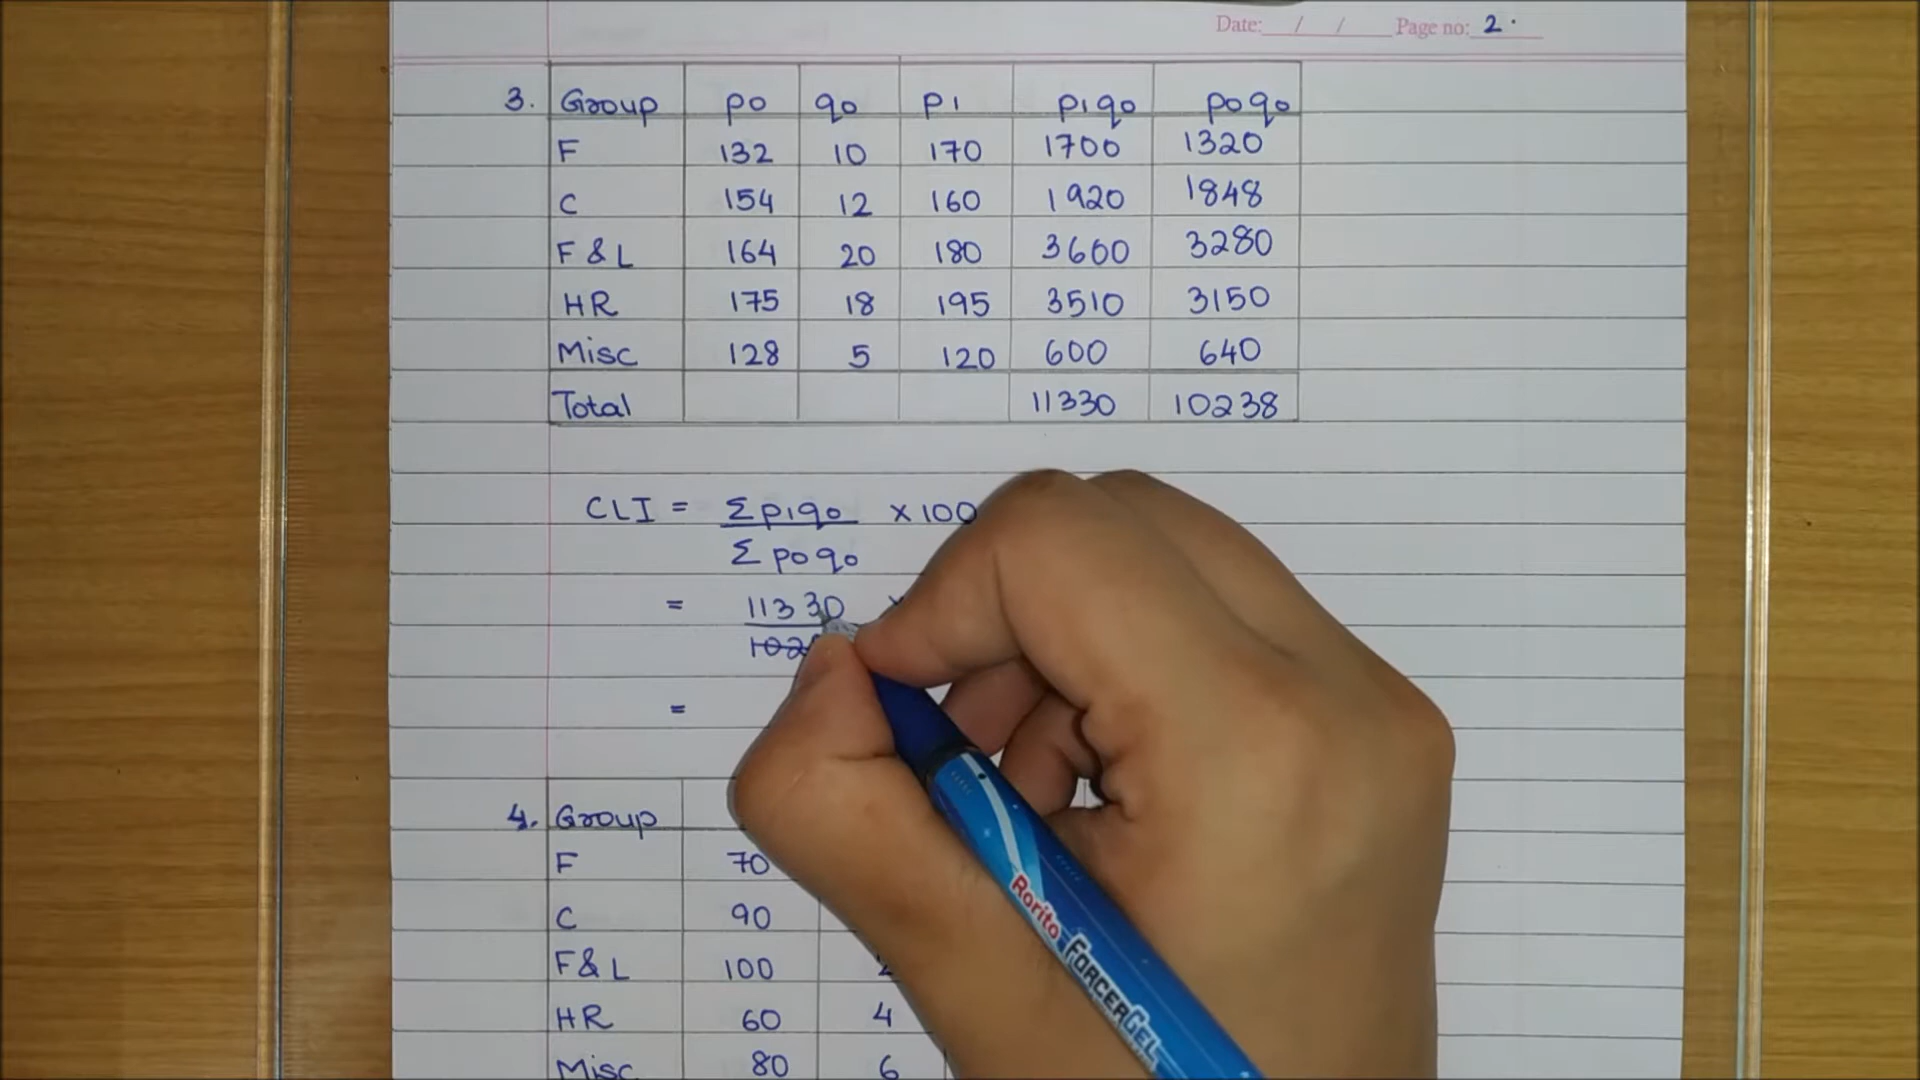 Date: / / Page no: 2.
3. Group p0 q0 p1 p1q0 p0q0
F 132 10 170 1700 1320
C 154 12 160 1920 1848
F & L 164 20 180 3600 3280
HR 175 18 195 3510 3150
Misc 128 5 120 600 640
Total 11330 10238
CLI = Σp1q0 × 100
Σp0q0
= 11330
=
4. Group
F 70
C 90
F & L 100
HR 60 4
Misc 80 6
Rorito FORCERGEL